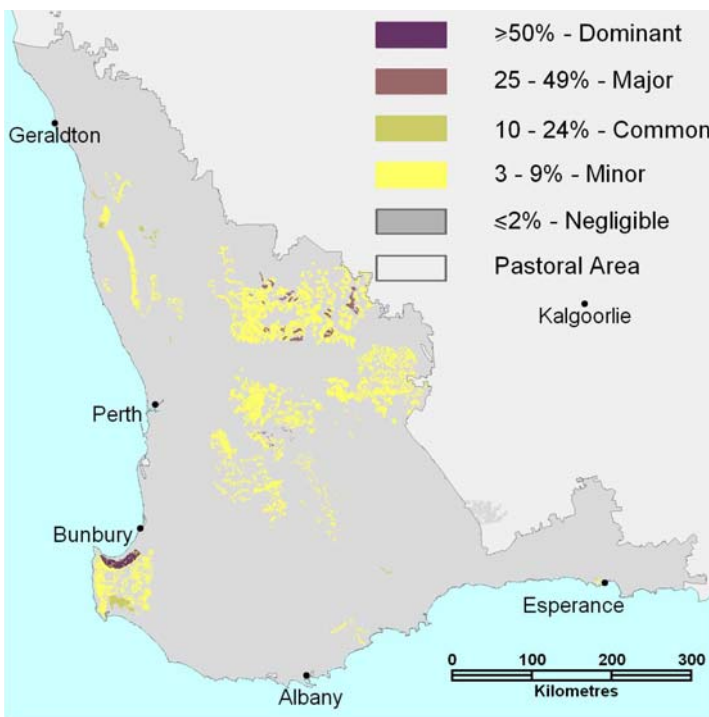 ≥50% - Dominant
25 - 49% - Major
10 - 24% - Common
3 - 9% - Minor
≤2% - Negligible
Pastoral Area
Geraldton
Kalgoorlie
Perth
Bunbury
Esperance
Albany
0 100 200 300
Kilometres